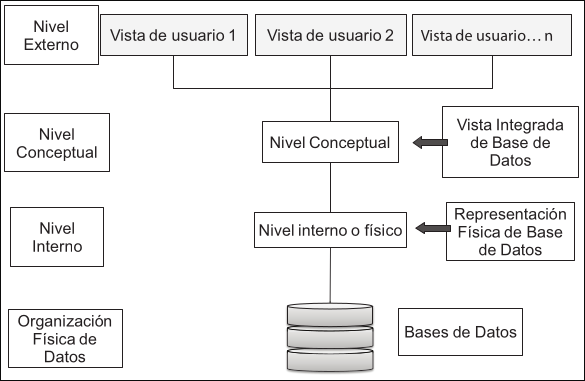 Nivel
Externo
Vista de usuario 1
Vista de usuario 2
Vista de usuario... n
Nivel
Conceptual
Nivel Conceptual
Vista Integrada
de Base de
Datos
Nivel
Interno
Nivel interno o físico
Representación
Física de Base
de Datos
Organización
Física de
Datos
Bases de Datos